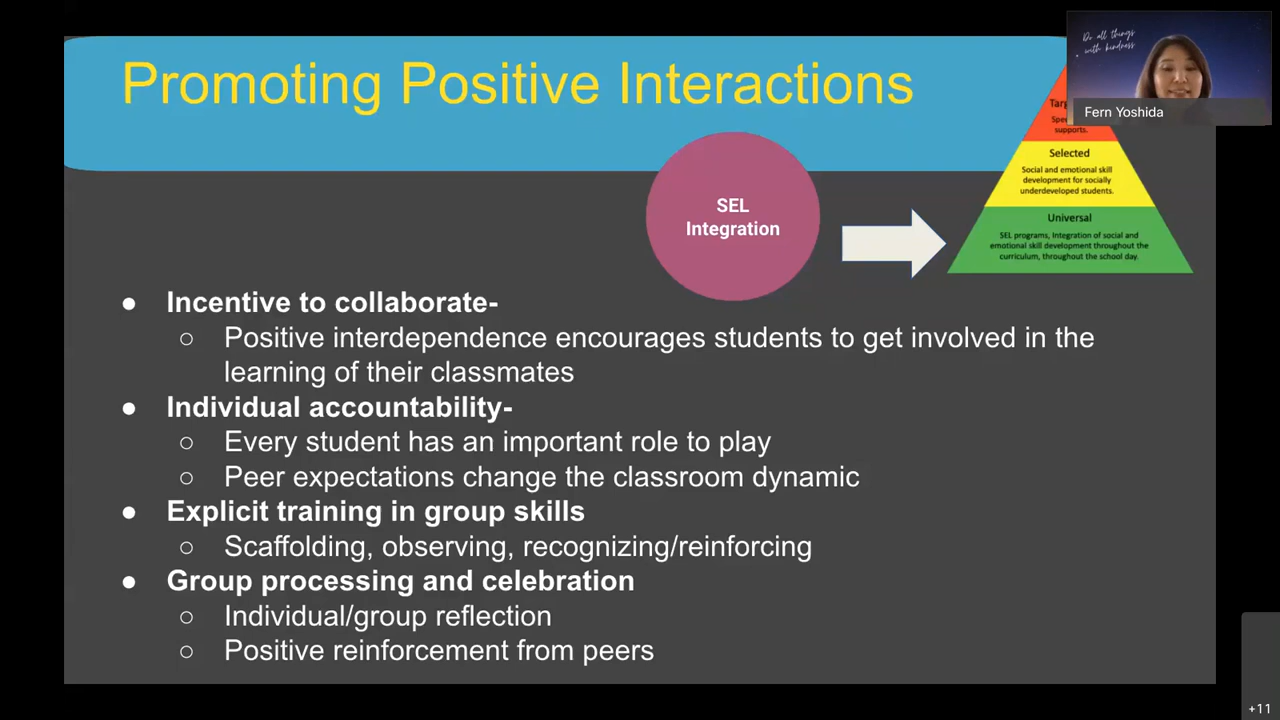 Promoting Positive Interactions
Do all things
with kindness
Fern Yoshida
supports.
Selected
Social and emotional skill
development for socially
underdeveloped students.
Universal
SEL programs, Integration of social and
emotional skill development throughout the
curriculum, throughout the school day.
SEL
Integration
● Incentive to collaborate-
○ Positive interdependence encourages students to get involved in the
learning of their classmates
● Individual accountability-
○ Every student has an important role to play
○ Peer expectations change the classroom dynamic
● Explicit training in group skills
○ Scaffolding, observing, recognizing/reinforcing
● Group processing and celebration
○ Individual/group reflection
○ Positive reinforcement from peers
+11